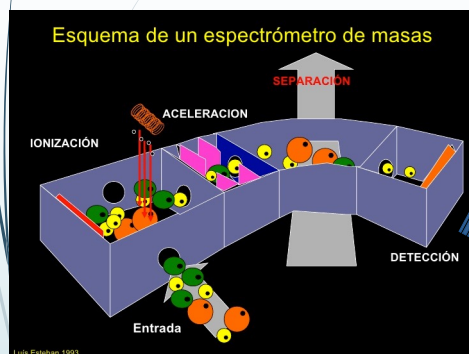 Esquema de un espectrómetro de masas
SEPARACIÓN
ACELERACION
IONIZACIÓN
DETECCIÓN
Entrada
Luis Esteban 1993